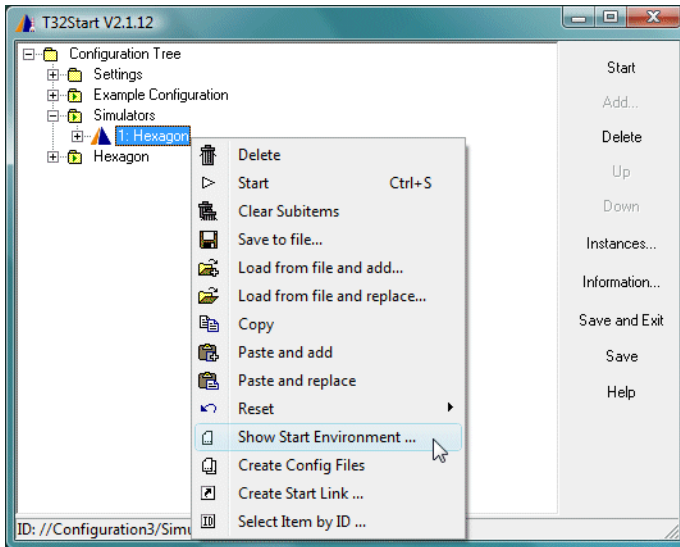 T32Start V2.1.12
Configuration Tree
Settings
Example Configuration
Simulators
1: Hexagon
Hexagon
Delete
Start Ctrl+S
Clear Subitems
Save to file...
Load from file and add...
Load from file and replace...
Copy
Paste and add
Paste and replace
Reset
Show Start Environment ...
Create Config Files
Create Start Link ...
ID Select Item by ID ...
Start
Add...
Delete
Up
Down
Instances...
Information...
Save and Exit
Save
Help
ID: //Configuration3/Simu